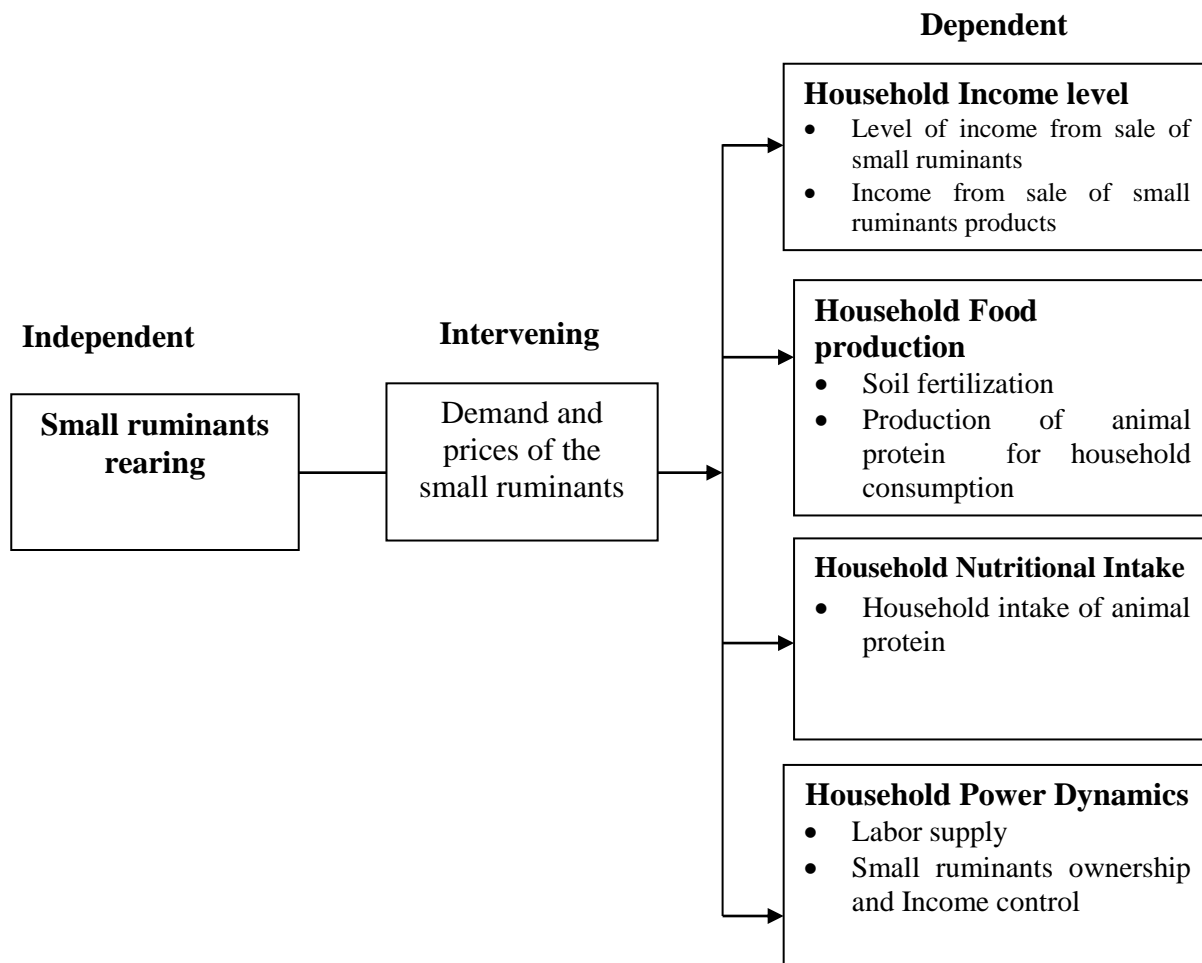 Dependent
Household Income level
• Level of income from sale of
small ruminants
• Income from sale of small
ruminants products
Household Food
production
• Soil fertilization
• Production of animal
protein for household
consumption
Independent
Intervening
Small ruminants
rearing
Demand and
prices of the
small ruminants
Household Nutritional Intake
• Household intake of animal
protein
Household Power Dynamics
• Labor supply
• Small ruminants ownership
and Income control